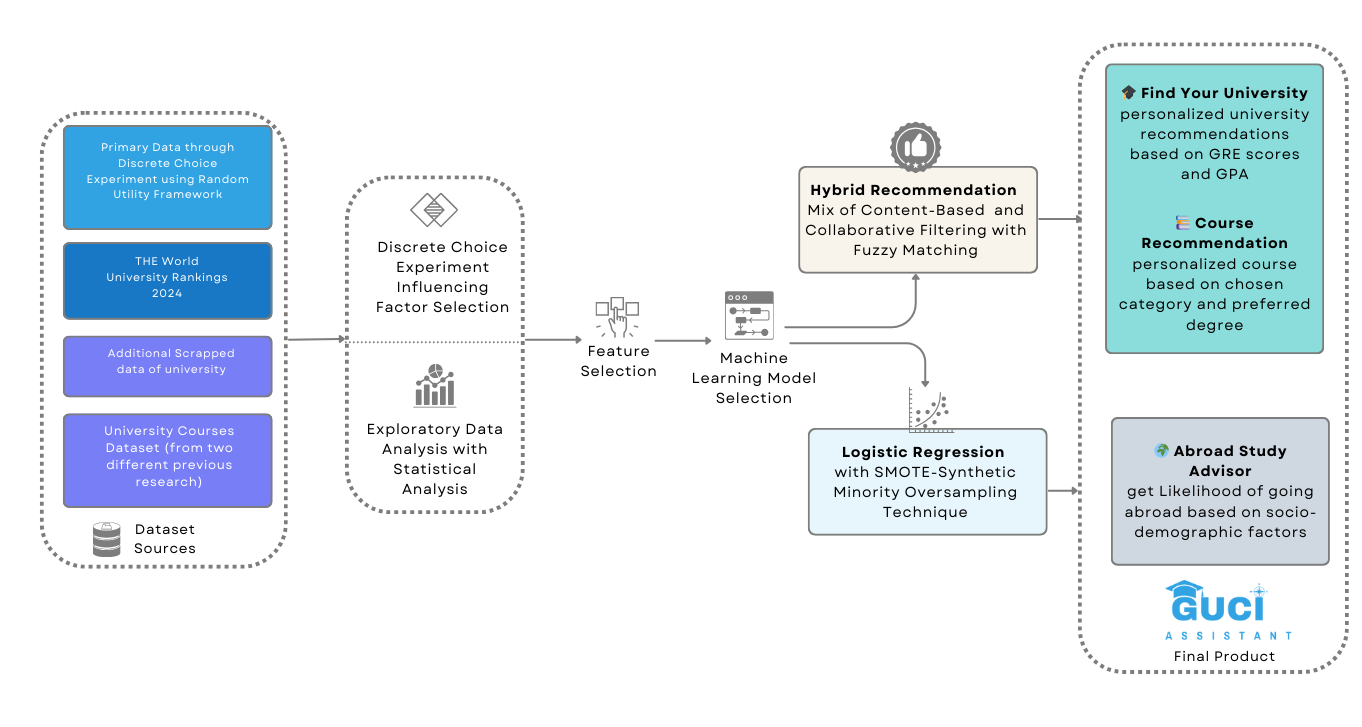 Primary Data through
Discrete Choice
Experiment using Random
Utility Framework
THE World
University Rankings
2024
Additional Scrapped
data of university
University Courses
Dataset (from two
different previous
research)
Dataset
Sources
Discrete Choice
Experiment
Influencing
Factor Selection
Exploratory Data
Analysis with
Statistical
Analysis
Feature
Selection
Machine
Learning Model
Selection
Hybrid Recommendation
Mix of Content-Based and
Collaborative Filtering with
Fuzzy Matching
Logistic Regression
with SMOTE-Synthetic
Minority Oversampling
Technique
Find Your University
personalized university
recommendations
based on GRE scores
and GPA
Course
Recommendation
personalized course
based on chosen
category and preferred
degree
Abroad Study
Advisor
get Likelihood of going
abroad based on socio-
demographic factors
GUCI
ASSISTANT
Final Product